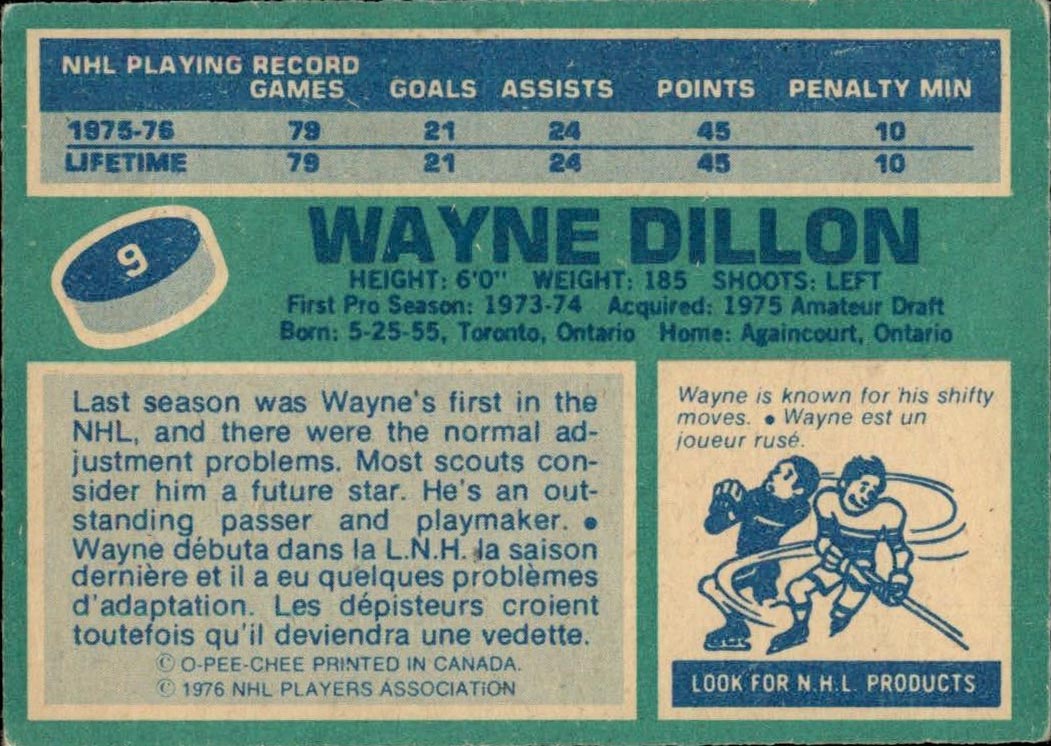 NHL PLAYING RECORD
GAMES GOALS ASSISTS POINTS PENALTY MIN
1975-76 79 21 24 45 10
LIFETIME 79 21 24 45 10
9
WAYNE DILLON
HEIGHT: 6'0" WEIGHT: 185 SHOOTS: LEFT
First Pro Season: 1973-74 Acquired: 1975 Amateur Draft
Born: 5-25-55, Toronto, Ontario Home: Againcourt, Ontario
Last season was Wayne's first in the
NHL, and there were the normal ad-
justment problems. Most scouts con-
sider him a future star. He's an out-
standing passer and playmaker. •
Wayne débuta dans la L.N.H. la saison
dernière et il a eu quelques problèmes
d'adaptation. Les dépisteurs croient
toutefois qu'il deviendra une vedette.
© O-PEE-CHEE PRINTED IN CANADA.
© 1976 NHL PLAYERS ASSOCIATION
Wayne is known for his shifty
moves. • Wayne est un
joueur rusé.
LOOK FOR N.H.L. PRODUCTS